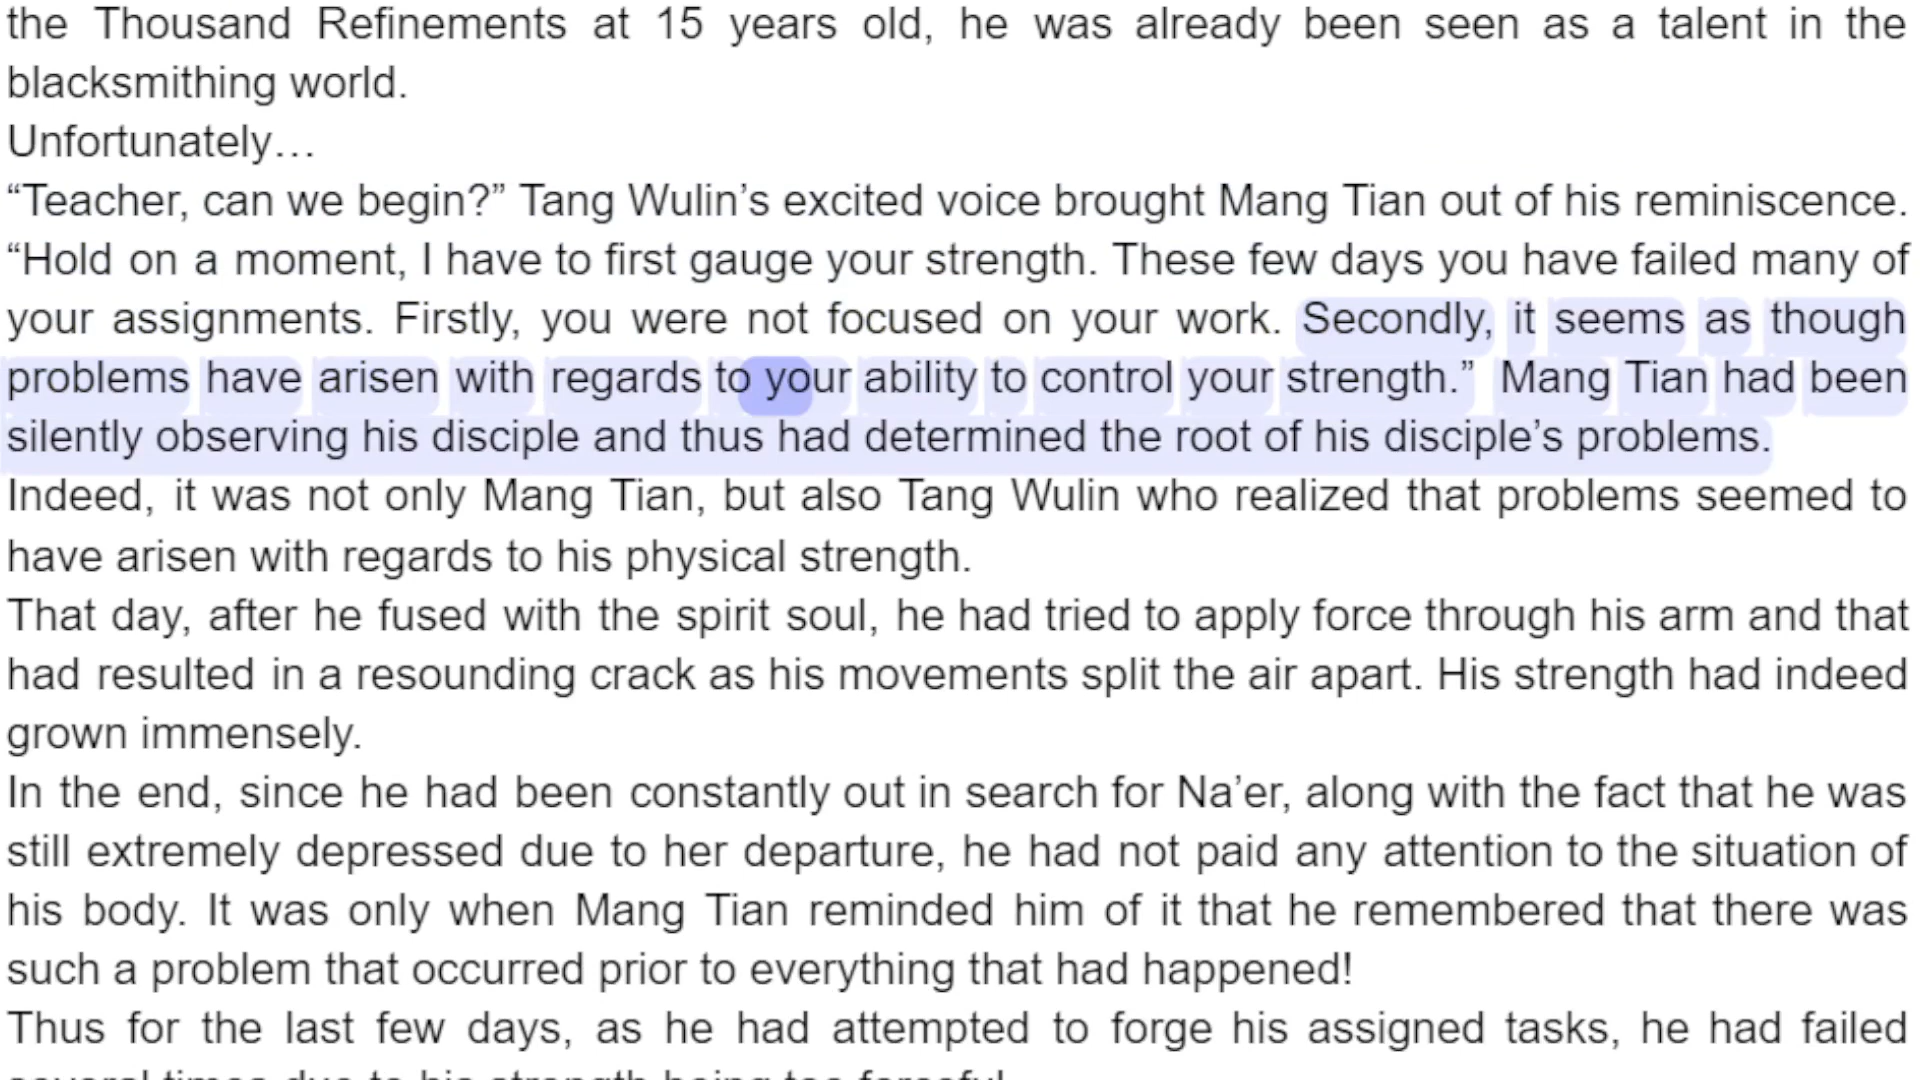 the Thousand Refinements at 15 years old, he was already been seen as a talent in the
blacksmithing world.
Unfortunately…
“Teacher, can we begin?” Tang Wulin’s excited voice brought Mang Tian out of his reminiscence.
“Hold on a moment, I have to first gauge your strength. These few days you have failed many of
your assignments. Firstly, you were not focused on your work. Secondly, it seems as though
problems have arisen with regards to your ability to control your strength.” Mang Tian had been
silently observing his disciple and thus had determined the root of his disciple’s problems.
Indeed, it was not only Mang Tian, but also Tang Wulin who realized that problems seemed to
have arisen with regards to his physical strength.
That day, after he fused with the spirit soul, he had tried to apply force through his arm and that
had resulted in a resounding crack as his movements split the air apart. His strength had indeed
grown immensely.
In the end, since he had been constantly out in search for Na’er, along with the fact that he was
still extremely depressed due to her departure, he had not paid any attention to the situation of
his body. It was only when Mang Tian reminded him of it that he remembered that there was
such a problem that occurred prior to everything that had happened!
Thus for the last few days, as he had attempted to forge his assigned tasks, he had failed
several times due to his strength being too forceful